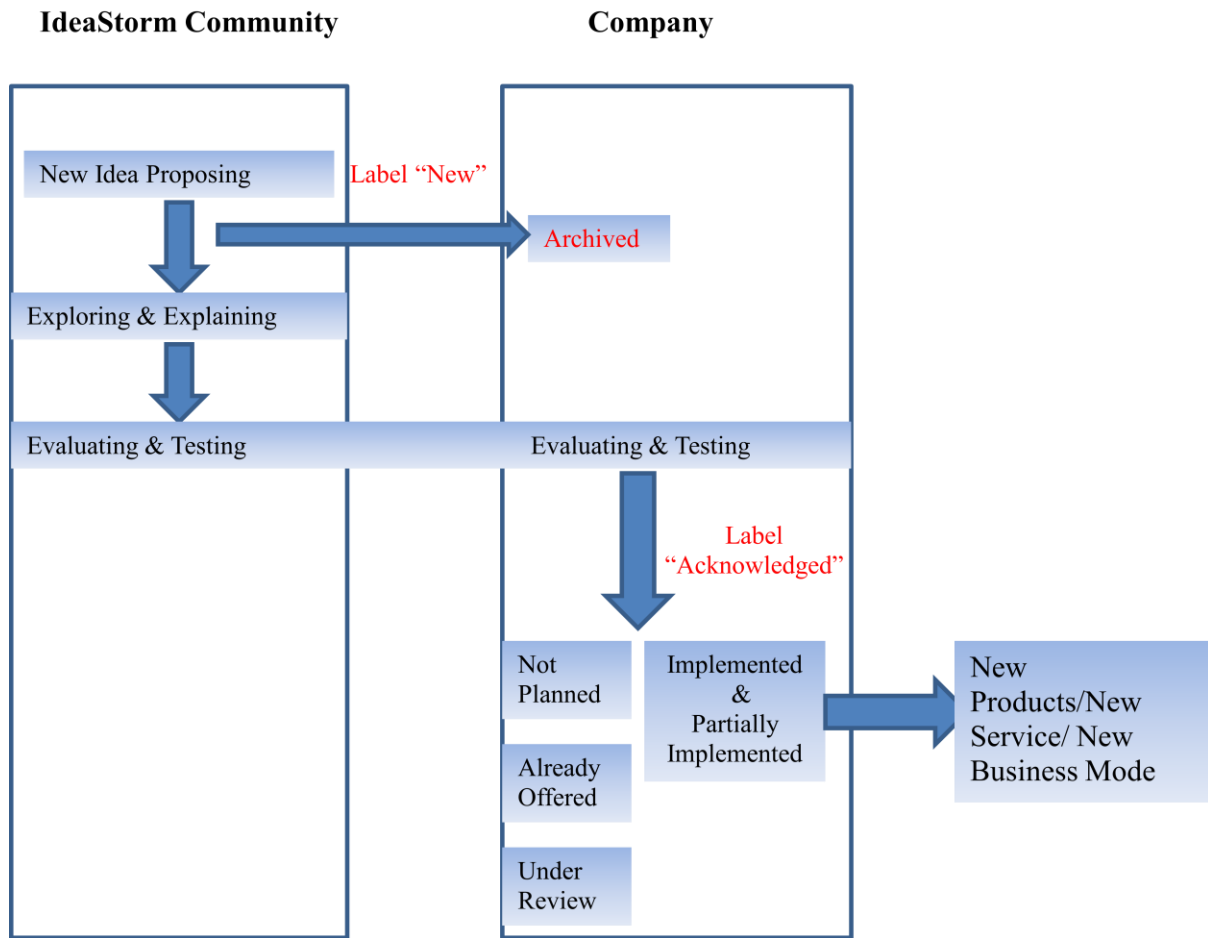 IdeaStorm Community
Company
New Idea Proposing
Label “New”
Archived
Exploring & Explaining
Evaluating & Testing
Evaluating & Testing
Label
“Acknowledged”
Not
Planned
Implemented
&
Partially
Implemented
New
Products/New
Service/ New
Business Mode
Already
Offered
Under
Review